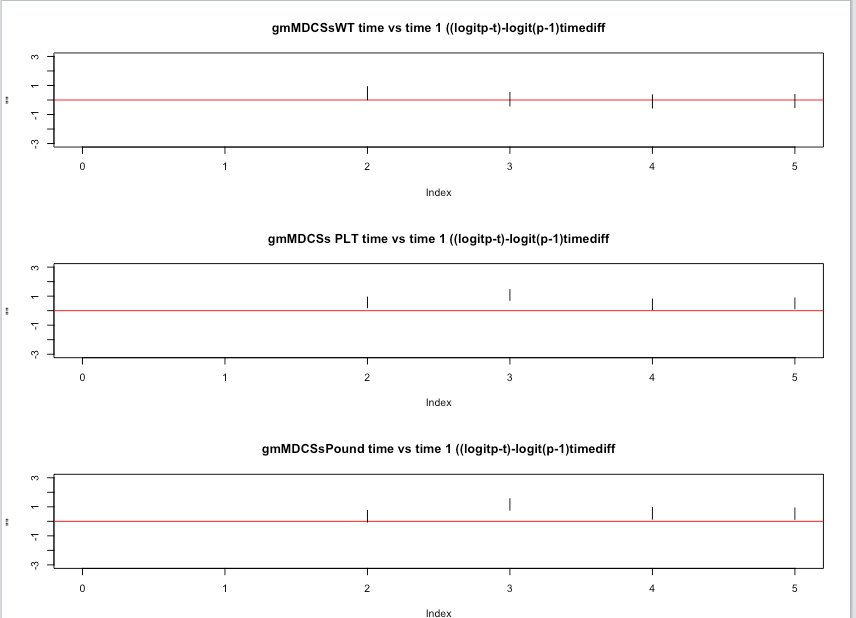 gmMDCSsWT time vs time 1 ((logitp-t)-logit(p-1)timediff
3
1
-1
-3
0 1 2 3 4 5
Index
gmMDCSs PLT time vs time 1 ((logitp-t)-logit(p-1)timediff
3
1
-1
-3
0 1 2 3 4 5
Index
gmMDCSsPound time vs time 1 ((logitp-t)-logit(p-1)timediff
3
1
-1
-3
0 1 2 3 4 5
Index